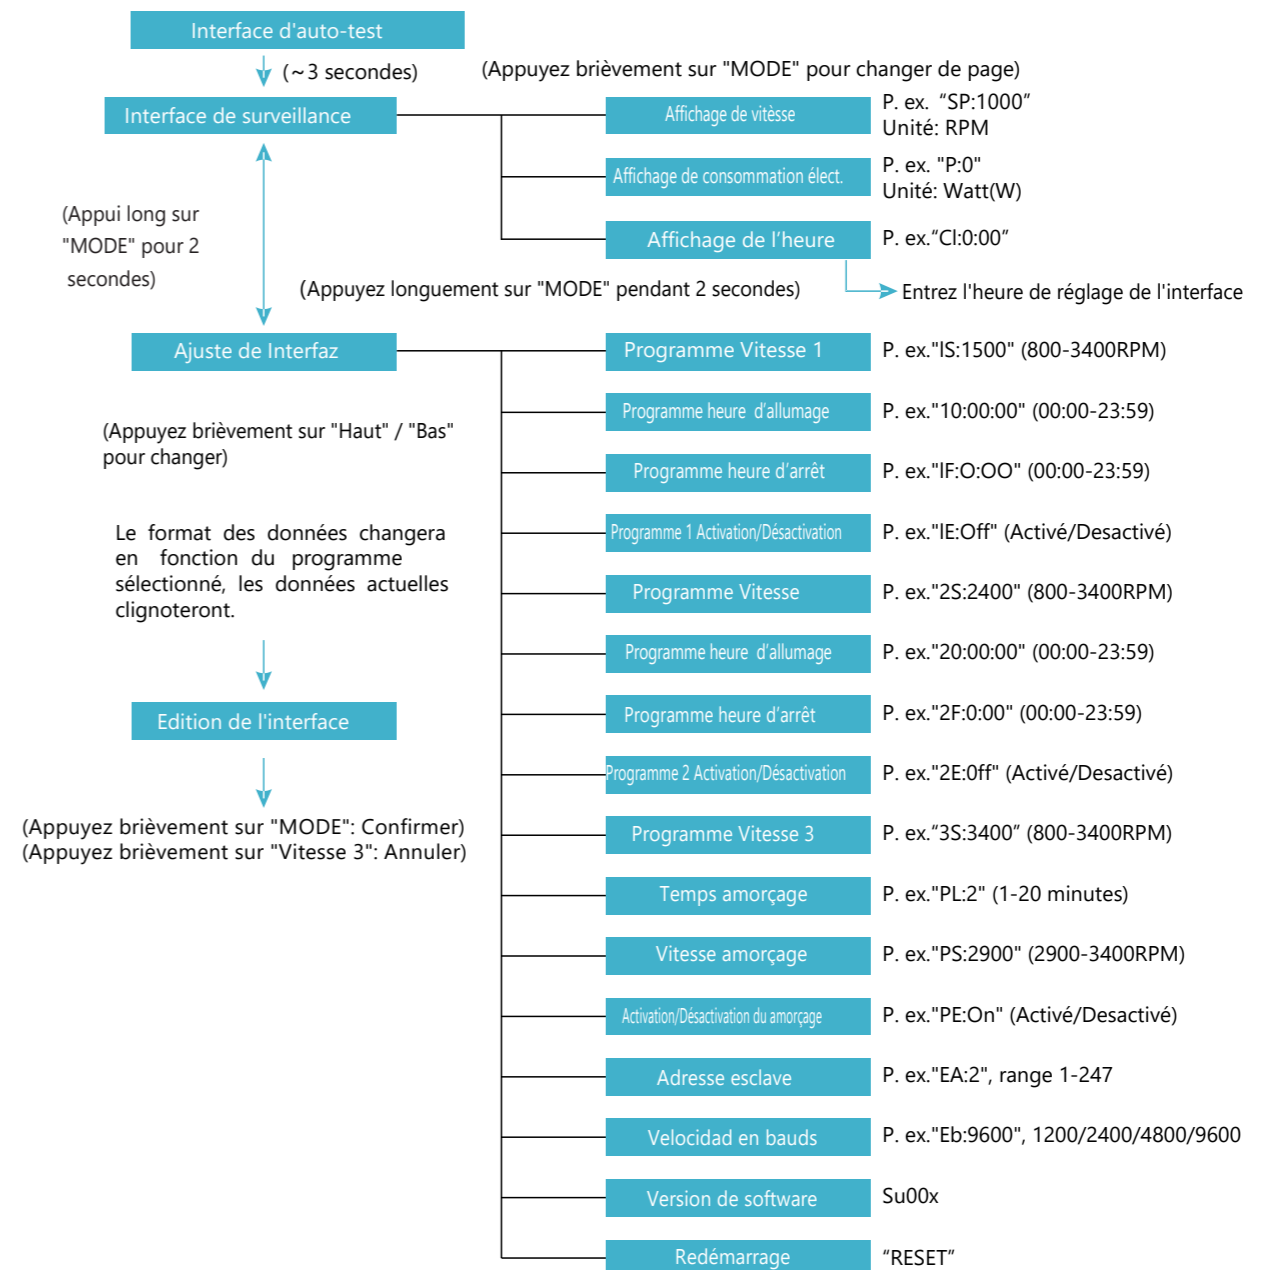 Interface d'auto-test
(~3 secondes)
(Appuyez brièvement sur "MODE" pour changer de page)
Interface de surveillance
Affichage de vitèsse
P. ex. “SP:1000”
Unité: RPM
Affichage de consommation élect.
P. ex. "P:0"
Unité: Watt(W)
(Appui long sur
"MODE" pour 2
secondes)
Affichage de l’heure
P. ex.“Cl:0:00”
(Appuyez longuement sur "MODE" pendant 2 secondes)
Entrez l'heure de réglage de l'interface
Ajuste de Interfaz
Programme Vitesse 1
P. ex."lS:1500" (800-3400RPM)
(Appuyez brièvement sur "Haut" / "Bas"
pour changer)
Programme heure d’allumage
P. ex."10:00:00" (00:00-23:59)
Programme heure d’arrêt
P. ex."lF:O:OO" (00:00-23:59)
Le format des données changera
en fonction du programme
sélectionné, les données actuelles
clignoteront.
Programme 1 Activation/Désactivation
P. ex."lE:Off" (Activé/Desactivé)
Programme Vitesse
P. ex."2S:2400" (800-3400RPM)
Programme heure d’allumage
P. ex."20:00:00" (00:00-23:59)
Edition de l'interface
Programme heure d’arrêt
P. ex."2F:0:00" (00:00-23:59)
Programme 2 Activation/Désactivation
P. ex."2E:0ff" (Activé/Desactivé)
(Appuyez brièvement sur "MODE": Confirmer)
(Appuyez brièvement sur "Vitesse 3": Annuler)
Programme Vitesse 3
P. ex.“3S:3400” (800-3400RPM)
Temps amorçage
P. ex."PL:2" (1-20 minutes)
Vitesse amorçage
P. ex."PS:2900" (2900-3400RPM)
Activation/Désactivation du amorçage
P. ex."PE:On" (Activé/Desactivé)
Adresse esclave
P. ex."EA:2", range 1-247
Velocidad en bauds
P. ex."Eb:9600", 1200/2400/4800/9600
Version de software
Su00x
Redémarrage
“RESET”